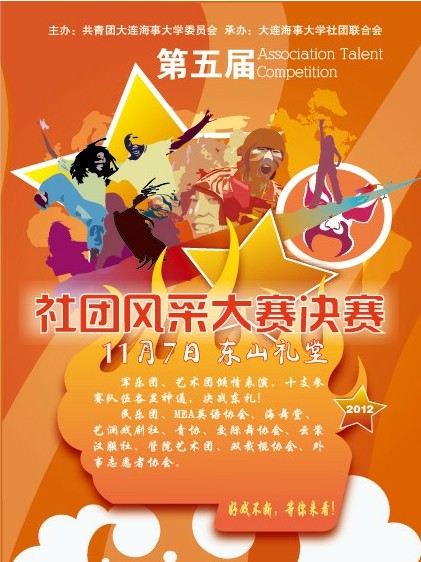 主办：共青团大连海事大学委员会 承办：大连海事大学社团联合会
第五届 Association Talent
Competition
社团风采大赛决赛
11月7日 东山礼堂
军乐团、艺术团倾情表演，十支参
赛队伍各显神通，决战东礼！
民乐团、MEA英语协会、海舞堂、
艺澜戏剧社、青协、交际舞协会、云裳
汉服社、管院艺术团、双截棍协会、外
事志愿者协会。
2012
好戏不断，等你来看！